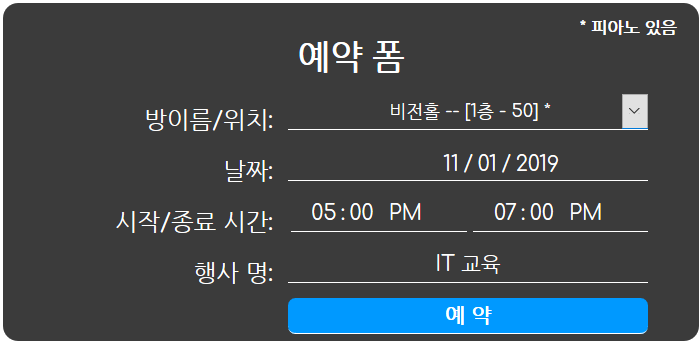 * 피아노 있음
예약 폼
방이름/위치: 비전홀 -- [1층 - 50] *
날짜: 11 / 01 / 2019
시작/종료 시간: 05 : 00 PM 07 : 00 PM
행사 명: IT 교육
예 약